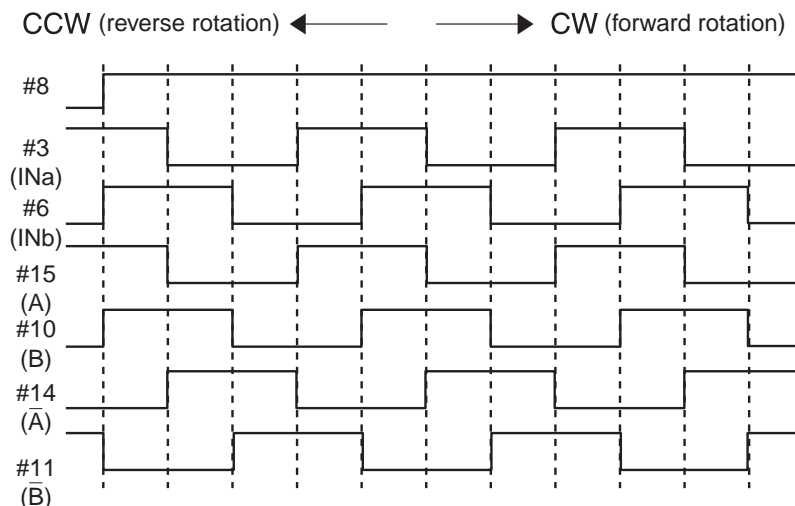 CCW (reverse rotation) CW (forward rotation)
#8
#3
(INa)
#6
(INb)
#15
(A)
#10
(B)
#14
(A̅)
#11
(B̅)